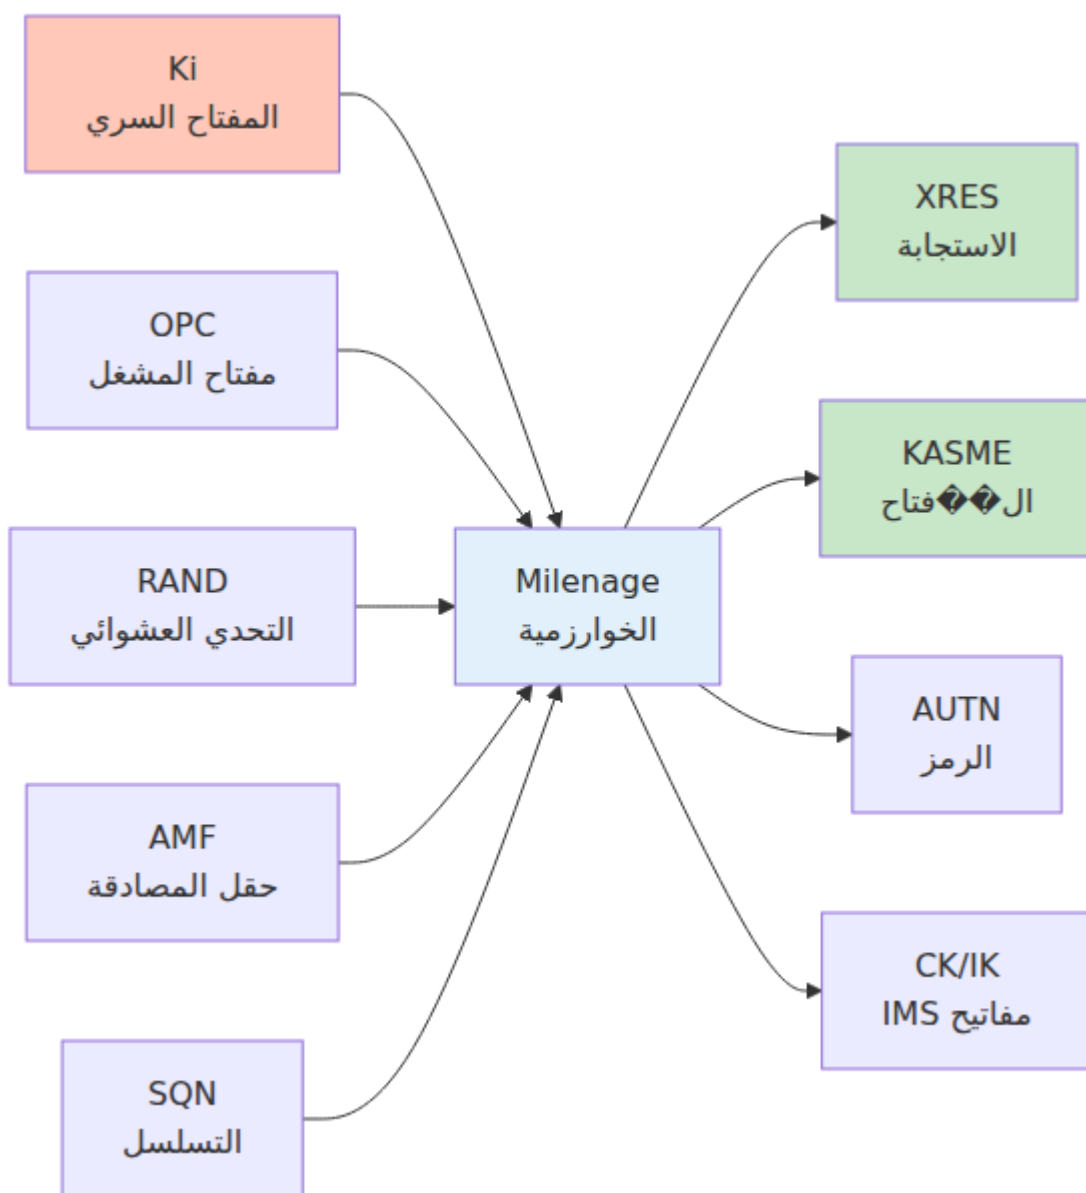 Ki
المفتاح السري
OPC
مفتاح المشغل
RAND
التحدي العشوائي
AMF
حقل المصادقة
SQN
التسلسل
Milenage
الخوارزمية
XRES
الاستجابة
KASME
ال��فتاح
AUTN
الرمز
CK/IK
مفاتيح IMS